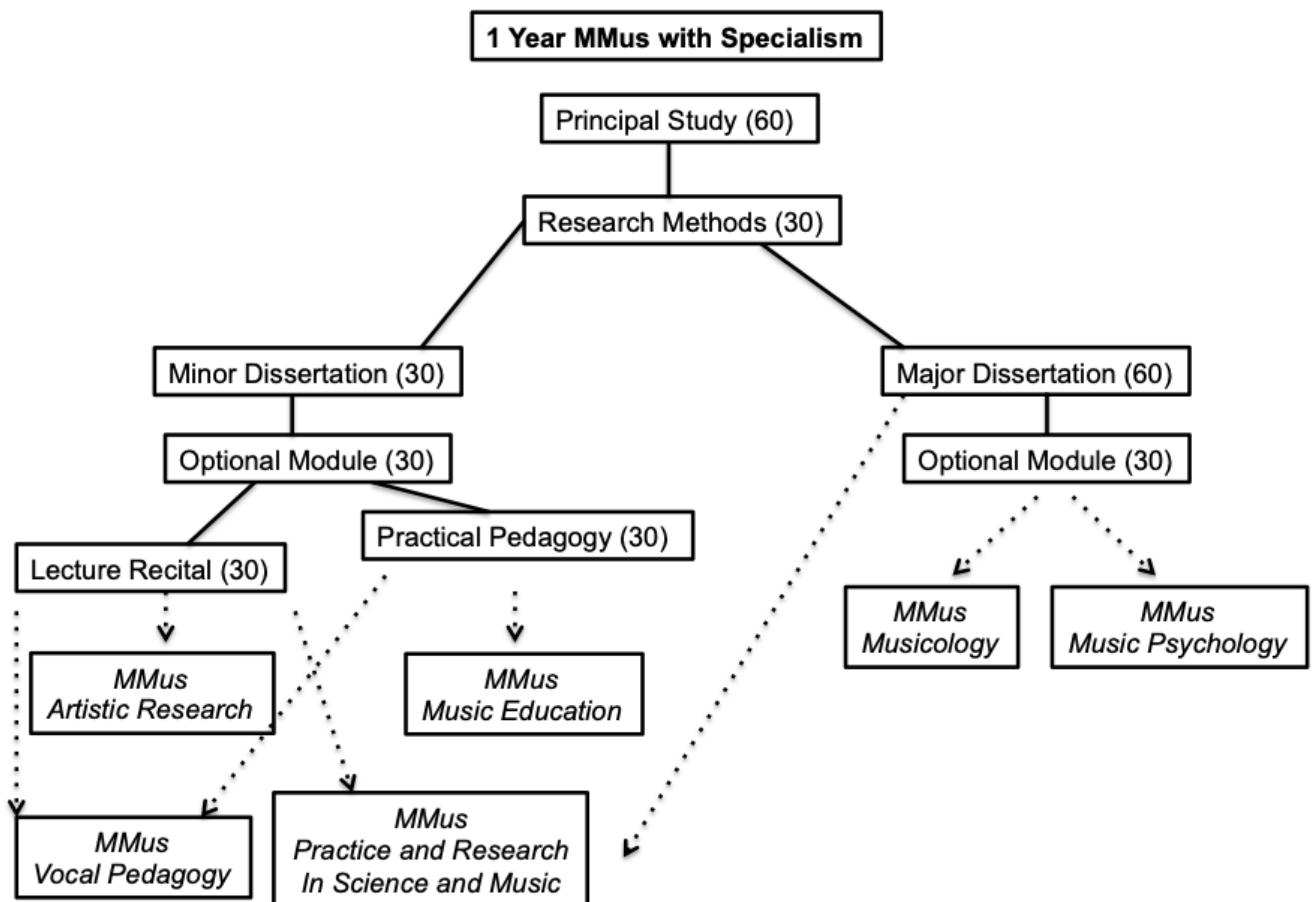 1 Year MMus with Specialism
Principal Study (60)
Research Methods (30)
Minor Dissertation (30)
Major Dissertation (60)
Optional Module (30)
Optional Module (30)
Practical Pedagogy (30)
Lecture Recital (30)
MMus
Musicology
MMus
Music Psychology
MMus
Artistic Research
MMus
Music Education
MMus
Vocal Pedagogy
MMus
Practice and Research
In Science and Music